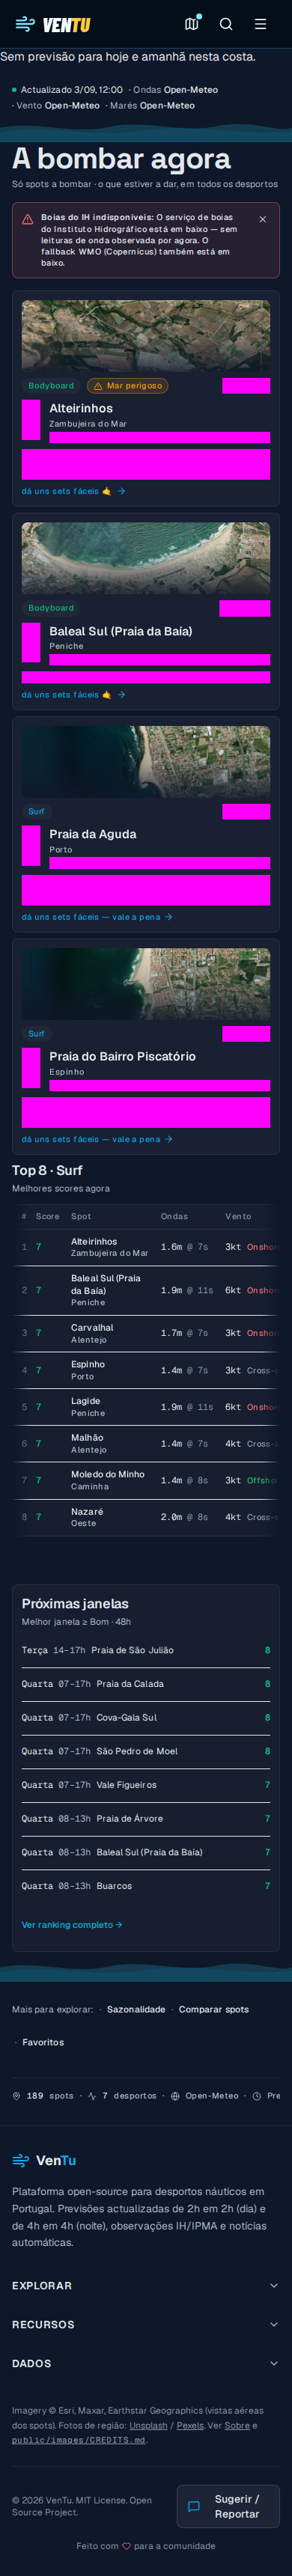 VENTU
Sem previsão para hoje e amanhã nesta costa.
Actualizado 3/09, 12:00 · Ondas Open-Meteo
· Vento Open-Meteo · Marés Open-Meteo
A bombar agora
Só spots a bombar · o que estiver a dar, em todos os desportos
Boias do IH indisponíveis: O serviço de boias
do Instituto Hidrográfico está em baixo — sem
leituras de onda observada por agora. O
fallback WMO (Copernicus) também está em
baixo.
Bodyboard Mar perigoso
Alteirinhos
Zambujeira do Mar
dá uns sets fáceis 🤙 →
Bodyboard
Baleal Sul (Praia da Baía)
Peniche
dá uns sets fáceis 🤙 →
Surf
Praia da Aguda
Porto
dá uns sets fáceis — vale a pena →
Surf
Praia do Bairro Piscatório
Espinho
dá uns sets fáceis — vale a pena →
Top 8 · Surf
Melhores scores agora
# Score Spot Ondas Vento
1 7 Alteirinhos 1.6m @ 7s 3kt Onshor
Zambujeira do Mar
2 7 Baleal Sul (Praia da Baía) 1.9m @ 11s 6kt Onshor
Peniche
3 7 Carvalhal 1.7m @ 7s 3kt Onshor
Alentejo
4 7 Espinho 1.4m @ 7s 3kt Cross-s
Porto
5 7 Lagide 1.9m @ 11s 6kt Onshor
Peniche
6 7 Malhão 1.4m @ 7s 4kt Cross-s
Alentejo
7 7 Moledo do Minho 1.4m @ 8s 3kt Offsho
Caminha
8 7 Nazaré 2.0m @ 8s 4kt Cross-s
Oeste
Próximas janelas
Melhor janela ≥ Bom · 48h
Terça 14–17h Praia de São Julião 8
Quarta 07–17h Praia da Calada 8
Quarta 07–17h Cova-Gala Sul 8
Quarta 07–17h São Pedro de Moel 8
Quarta 07–17h Vale Figueiros 7
Quarta 08–13h Praia de Árvore 7
Quarta 08–13h Baleal Sul (Praia da Baía) 7
Quarta 08–13h Buarcos 7
Ver ranking completo →
Mais para explorar: · Sazonalidade · Comparar spots
· Favoritos
189 spots · 7 desportos · Open-Meteo · Pre
VenTu
Plataforma open-source para desportos náuticos em
Portugal. Previsões actualizadas de 2h em 2h (dia) e
de 4h em 4h (noite), observações IH/IPMA e notícias
automáticas.
EXPLORAR
RECURSOS
DADOS
Imagery © Esri, Maxar, Earthstar Geographics (vistas aéreas
dos spots). Fotos de região: Unsplash / Pexels. Ver Sobre e
public/images/CREDITS.md.
© 2026 VenTu. MIT License. Open
Source Project.
Sugerir /
Reportar
Feito com ♡ para a comunidade